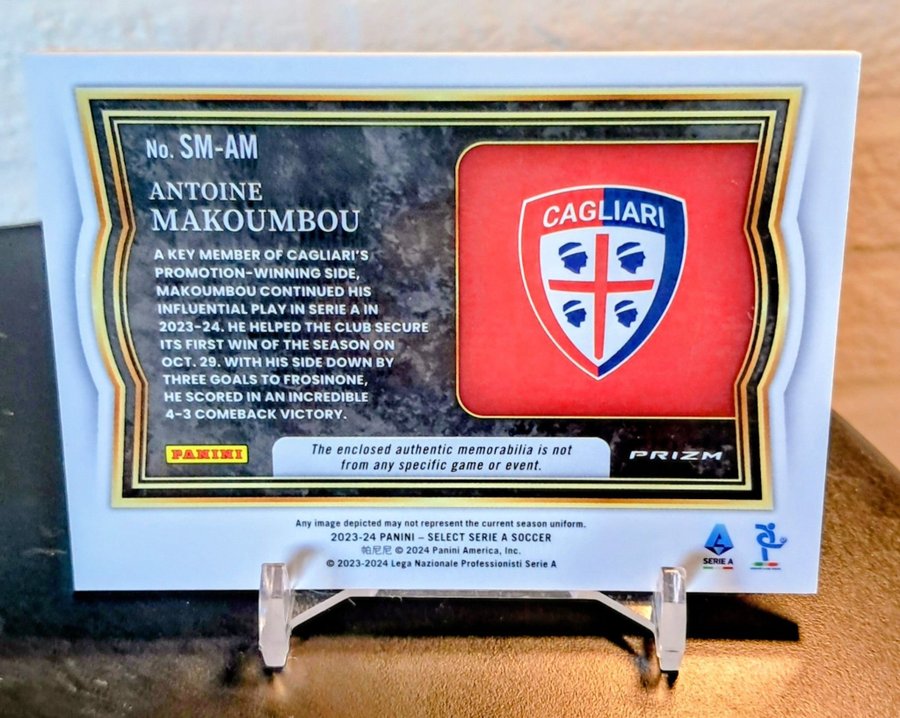 No. SM-AM
ANTOINE
MAKOUMBOU
A KEY MEMBER OF CAGLIARI'S
PROMOTION-WINNING SIDE,
MAKOUMBOU CONTINUED HIS
INFLUENTIAL PLAY IN SERIE A IN
2023-24. HE HELPED THE CLUB SECURE
ITS FIRST WIN OF THE SEASON ON
OCT. 29. WITH HIS SIDE DOWN BY
THREE GOALS TO FROSINONE,
HE SCORED IN AN INCREDIBLE
4-3 COMEBACK VICTORY.
CAGLIARI
PANINI
The enclosed authentic memorabilia is not
from any specific game or event.
PRIZM
Any image depicted may not represent the current season uniform.
2023-24 PANINI – SELECT SERIE A SOCCER
帕尼尼 © 2024 Panini America, Inc.
© 2023-2024 Lega Nazionale Professionisti Serie A
SERIE A